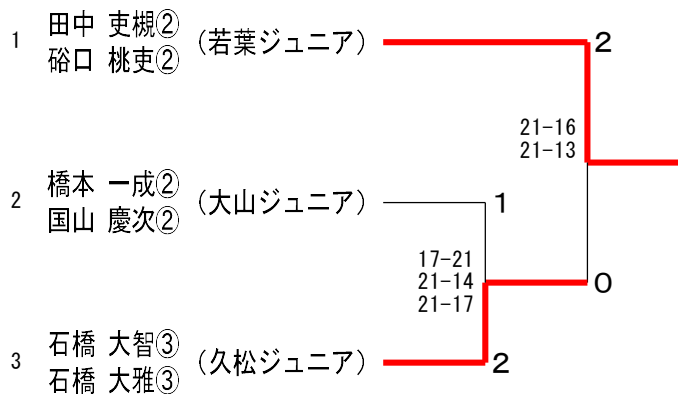 1 田中 吏槻② (若葉ジュニア) 2
硲口 桃吏②
21-16
21-13
2 橋本 一成② (大山ジュニア) 1
国山 慶次②
17-21
21-14
21-17
0
3 石橋 大智③ (久松ジュニア) 2
石橋 大雅③